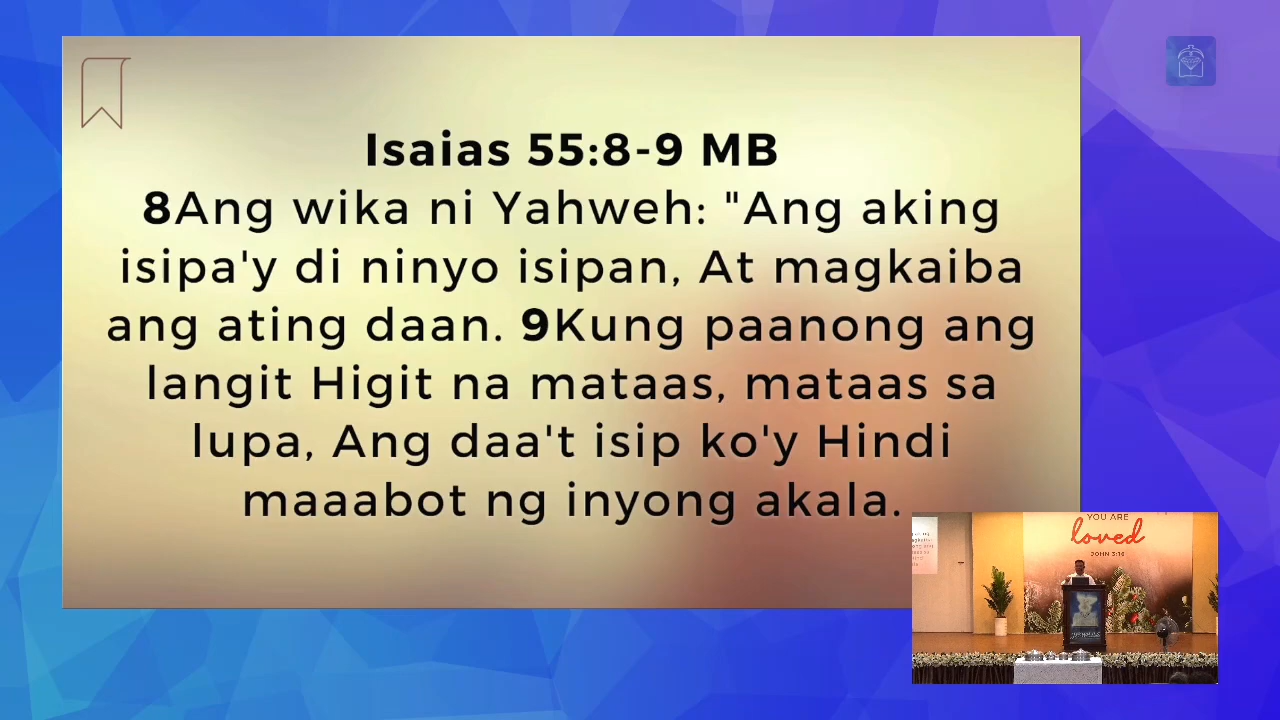 Isaias 55:8-9 MB
8Ang wika ni Yahweh: "Ang aking
isipa'y di ninyo isipan, At magkaiba
ang ating daan. 9Kung paanong ang
langit Higit na mataas, mataas sa
lupa, Ang daa't isip ko'y Hindi
maaabot ng inyong akala.
YOU ARE
loved
JOHN 3:16